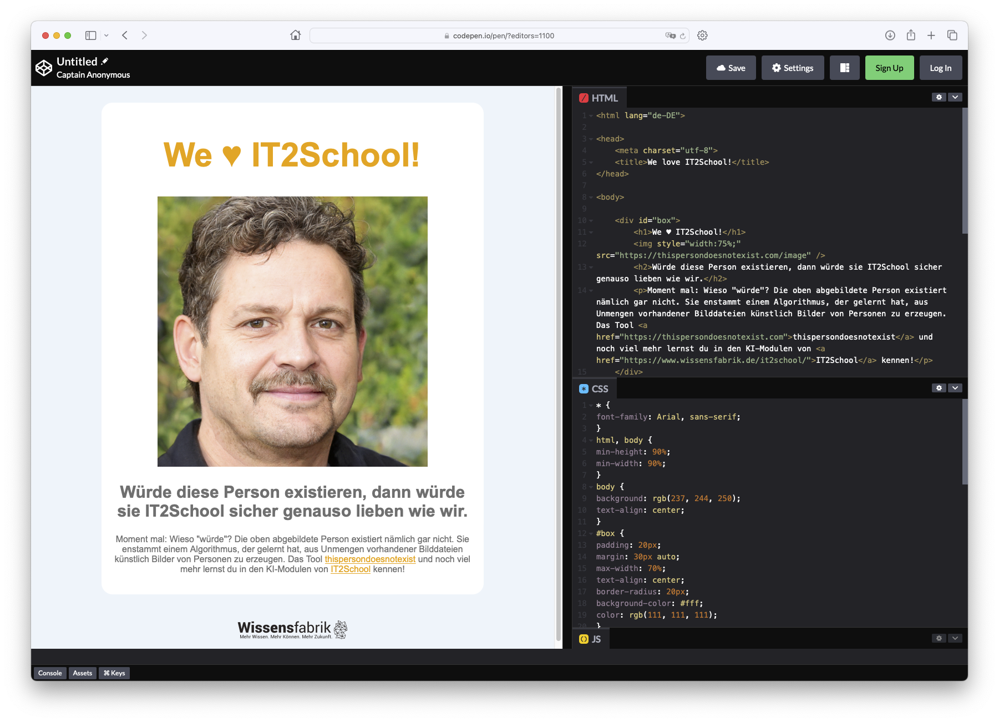 codepen.io/pen/?editors=1100
Untitled
Captain Anonymous
Save
Settings
Sign Up
Log In
We ♥ IT2School!
Würde diese Person existieren, dann würde
sie IT2School sicher genauso lieben wie wir.
Moment mal: Wieso "würde"? Die oben abgebildete Person existiert nämlich gar nicht. Sie
enstammt einem Algorithmus, der gelernt hat, aus Unmengen vorhandener Bilddateien
künstlich Bilder von Personen zu erzeugen. Das Tool thispersondoesnotexist und noch viel
mehr lernst du in den KI-Modulen von IT2School kennen!
Wissensfabrik
Mehr Wissen. Mehr Können. Mehr Zukunft.
HTML
1 <html lang="de-DE">
2
3 <head>
4 <meta charset="utf-8">
5 <title>We love IT2School!</title>
6 </head>
7
8 <body>
9
10 <div id="box">
11 <h1>We ♥ IT2School!</h1>
12 <img style="width:75%;"
src="https://thispersondoesnotexist.com/image" />
13 <h2>Würde diese Person existieren, dann würde sie IT2School sicher
genauso lieben wie wir.</h2>
14 <p>Moment mal: Wieso "würde"? Die oben abgebildete Person existiert
nämlich gar nicht. Sie enstammt einem Algorithmus, der gelernt hat, aus
Unmengen vorhandener Bilddateien künstlich Bilder von Personen zu erzeugen.
Das Tool <a
href="https://thispersondoesnotexist.com">thispersondoesnotexist</a> und
noch viel mehr lernst du in den KI-Modulen von <a
href="https://www.wissensfabrik.de/it2school/">IT2School</a> kennen!</p>
15 </div>
CSS
1 * {
2 font-family: Arial, sans-serif;
3 }
4 html, body {
5 min-height: 90%;
6 min-width: 90%;
7 }
8 body {
9 background: rgb(237, 244, 250);
10 text-align: center;
11 }
12 #box {
13 padding: 20px;
14 margin: 30px auto;
15 max-width: 70%;
16 text-align: center;
17 border-radius: 20px;
18 background-color: #fff;
19 color: rgb(111, 111, 111);
20 }
JS
Console
Assets
⌘ Keys